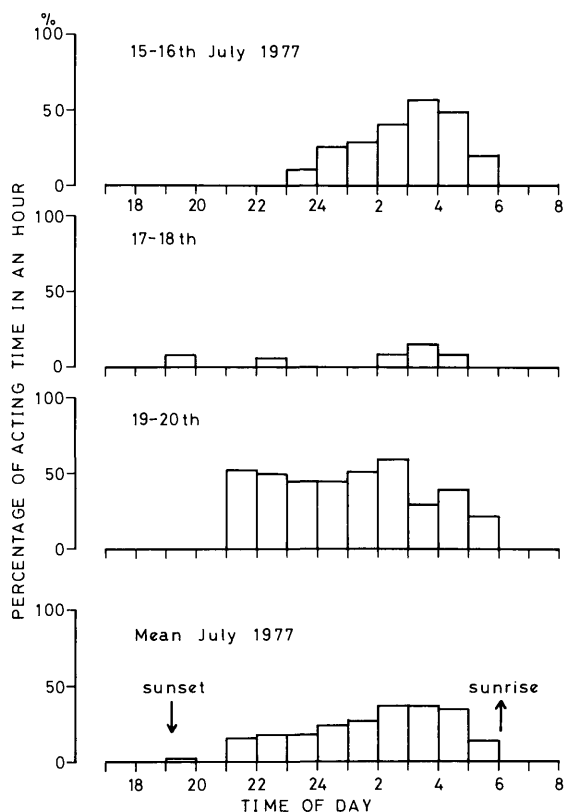 %
100
50
0
15-16th July 1977
18 20 22 24 2 4 6 8
100
50
0
17-18th
100
50
0
19-20th
100
50
0
Mean July 1977
sunset
sunrise
18 20 22 24 2 4 6 8
TIME OF DAY
PERCENTAGE OF ACTING TIME IN AN HOUR